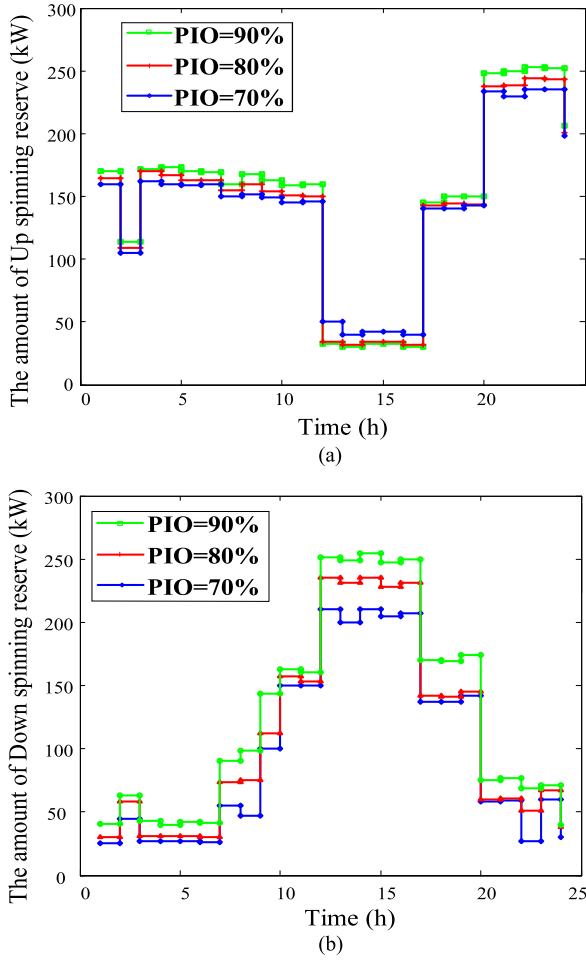 300
250
200
150
100
50
0
PIO=90%
PIO=80%
PIO=70%
The amount of Up spinning reserve (kW)
0 5 10 15 20
Time (h)
(a)
300
250
200
150
100
50
0
PIO=90%
PIO=80%
PIO=70%
The amount of Down spinning reserve (kW)
0 5 10 15 20 25
Time (h)
(b)